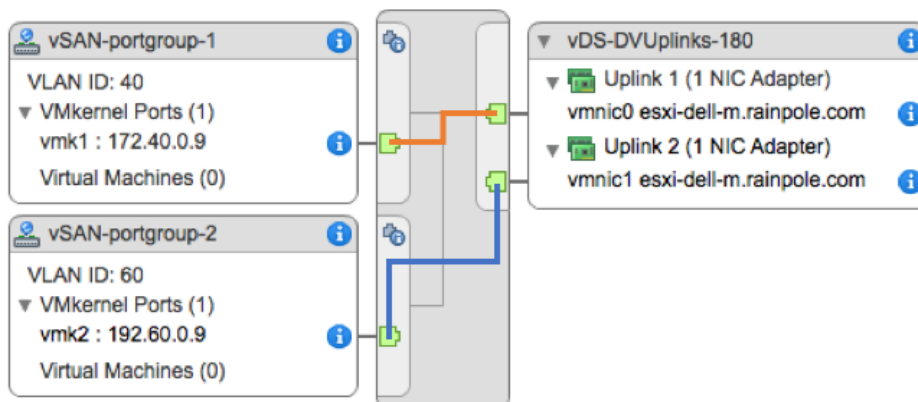 vSAN-portgroup-1
VLAN ID: 40
VMkernel Ports (1)
vmk1 : 172.40.0.9
Virtual Machines (0)
vSAN-portgroup-2
VLAN ID: 60
VMkernel Ports (1)
vmk2 : 192.60.0.9
Virtual Machines (0)
vDS-DVUplinks-180
Uplink 1 (1 NIC Adapter)
vmnic0 esxi-dell-m.rainpole.com
Uplink 2 (1 NIC Adapter)
vmnic1 esxi-dell-m.rainpole.com